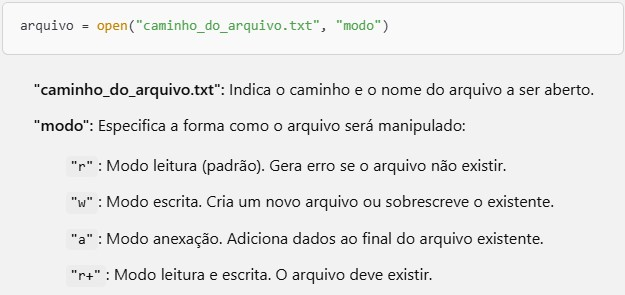 arquivo = open("caminho_do_arquivo.txt", "modo")
"caminho_do_arquivo.txt": Indica o caminho e o nome do arquivo a ser aberto.
"modo": Especifica a forma como o arquivo será manipulado:
"r" : Modo leitura (padrão). Gera erro se o arquivo não existir.
"w" : Modo escrita. Cria um novo arquivo ou sobrescreve o existente.
"a" : Modo anexação. Adiciona dados ao final do arquivo existente.
"r+" : Modo leitura e escrita. O arquivo deve existir.